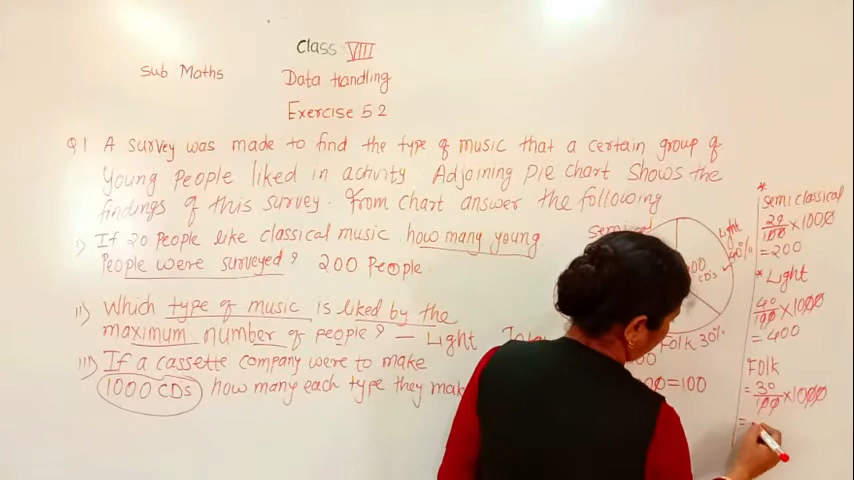 Class VIII
Sub Maths
Data Handling
Exercise 5 2
Q1 A survey was made to find the type of music that a certain group of
Young People liked in activity. Adjoining Pie chart shows the
findings of this survey. From chart answer the following
i) If 20 People like classical music how many young
People were surveyed? 200 People.
ii) Which type of music is liked by the
maximum number of people? — Light
iii) If a cassette company were to make
1000 CDs how many each type they
Light
40%
CDs
Folk 30%
=100
* Semi classical
20/100 × 1000
= 200
* Light
40/100 × 1000
= 400
Folk
= 30/100 × 1000
=